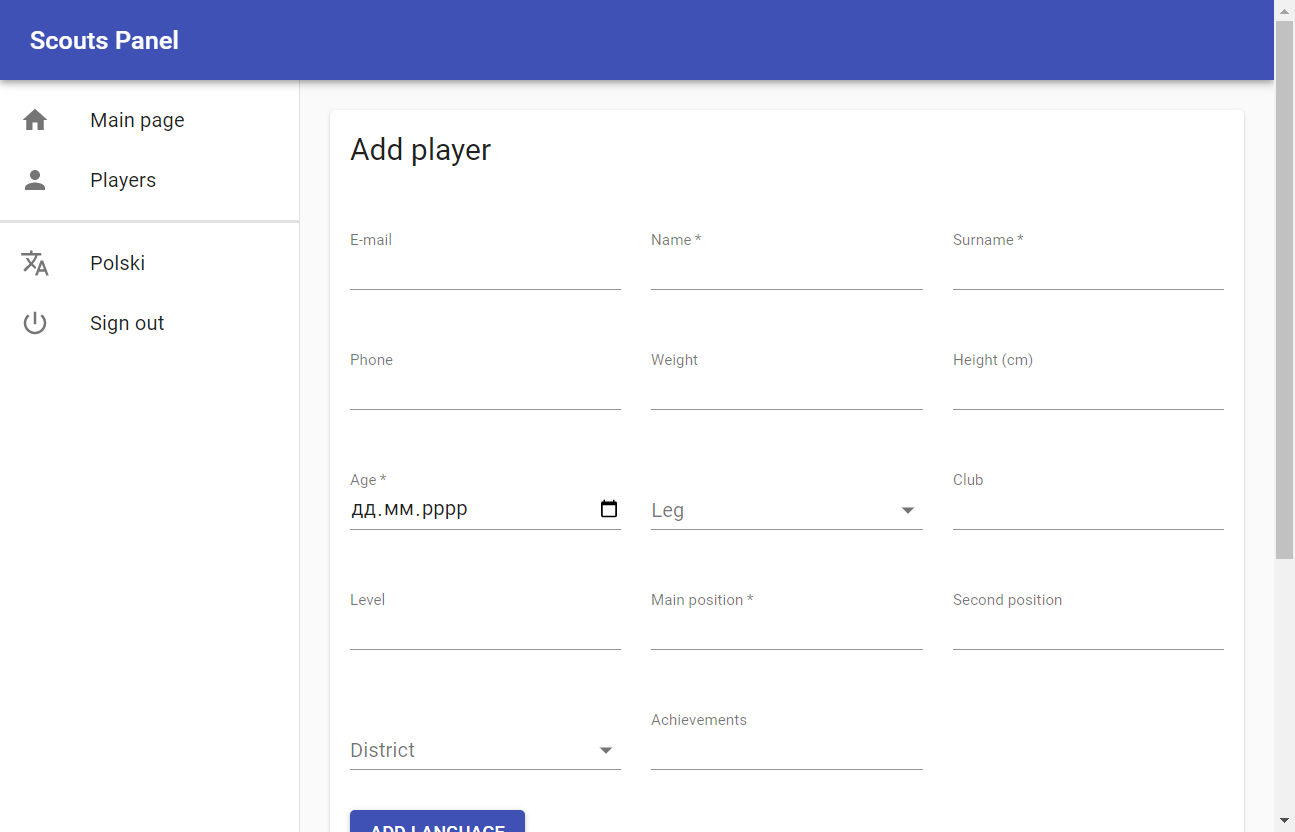 Scouts Panel
Main page
Players
Polski
Sign out
Add player
E-mail
Name *
Surname *
Phone
Weight
Height (cm)
Age *
дд.мм.рррр
Leg
Club
Level
Main position *
Second position
District
Achievements
ADD LANGUAGE